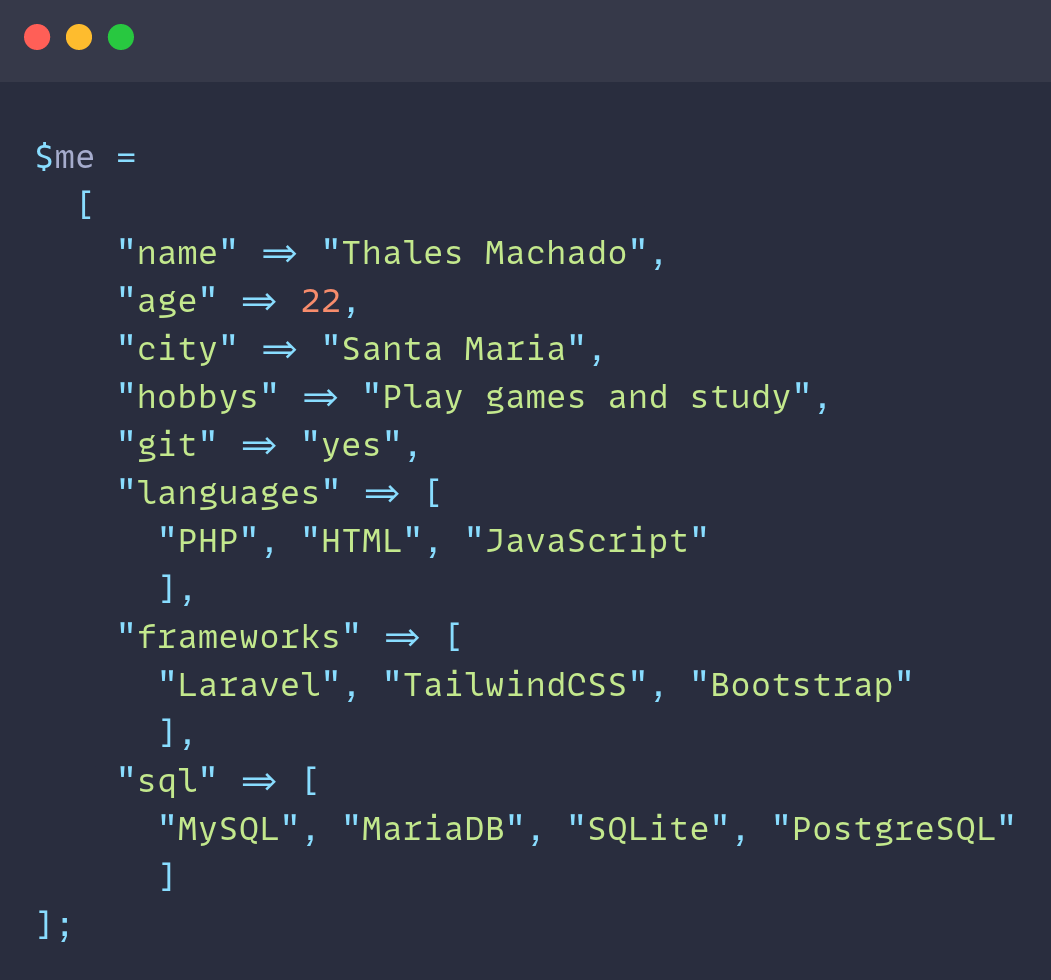 $me =
[
"name" => "Thales Machado",
"age" => 22,
"city" => "Santa Maria",
"hobbys" => "Play games and study",
"git" => "yes",
"languages" => [
"PHP", "HTML", "JavaScript"
],
"frameworks" => [
"Laravel", "TailwindCSS", "Bootstrap"
],
"sql" => [
"MySQL", "MariaDB", "SQLite", "PostgreSQL"
]
];